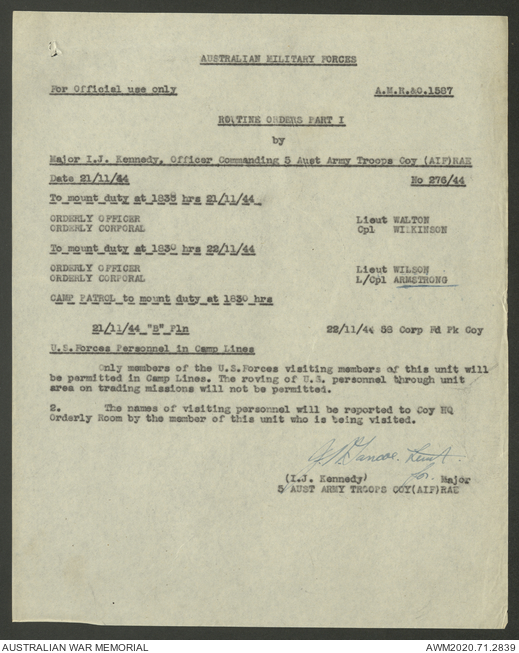 AUSTRALIAN MILITARY FORCES
For Official use only A.M.R.&O.1587
ROUTINE ORDERS PART I
by
Major I.J. Kennedy, Officer Commanding 5 Aust Army Troops Coy (AIF)RAE
Date 21/11/44 No 276/44
To mount duty at 1830 hrs 21/11/44
ORDERLY OFFICER Lieut WALTON
ORDERLY CORPORAL Cpl WILKINSON
To mount duty at 1830 hrs 22/11/44
ORDERLY OFFICER Lieut WILSON
ORDERLY CORPORAL L/Cpl ARMSTRONG
CAMP PATROL to mount duty at 1830 hrs
21/11/44 "B" Pln 22/11/44 58 Corp Fd Pk Coy
U.S.Forces Personnel in Camp Lines
Only members of the U.S.Forces visiting members of this unit will
be permitted in Camp Lines. The roving of U.S. personnel through unit
area on trading missions will not be permitted.
2. The names of visiting personnel will be reported to Coy HQ
Orderly Room by the member of this unit who is being visited.
Lieut.
(I.J. Kennedy) for. Major
5 AUST ARMY TROOPS COY(AIF)RAE
AUSTRALIAN WAR MEMORIAL AWM2020.71.2839